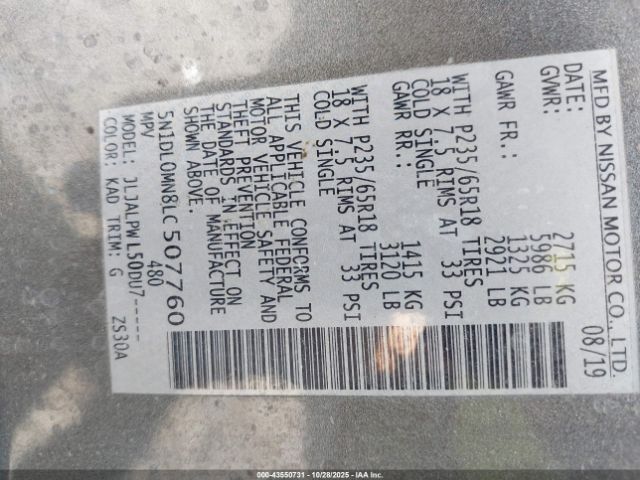 MFD BY NISSAN MOTOR CO., LTD.
DATE: 08/19
GVWR: 2715 KG
5986 LB
GAWR FR: 1325 KG
2921 LB
WITH P235/65R18 TIRES
18 X 7.5 RIMS AT 33 PSI
COLD SINGLE
GAWR RR: 1415 KG
3120 LB
WITH P235/65R18 TIRES
18 X 7.5 RIMS AT 33 PSI
COLD SINGLE
THIS VEHICLE CONFORMS TO
ALL APPLICABLE FEDERAL
MOTOR VEHICLE SAFETY AND
THEFT PREVENTION
STANDARDS IN EFFECT ON
THE DATE OF MANUFACTURE
SHOWN ABOVE.
5N1DL0MN8LC507760
MPV 480
MODEL: JLJALPWL50DU7-----
COLOR: KAD TRIM: G ZS30A
000-43550731 - 10/28/2025 - IAA Inc.